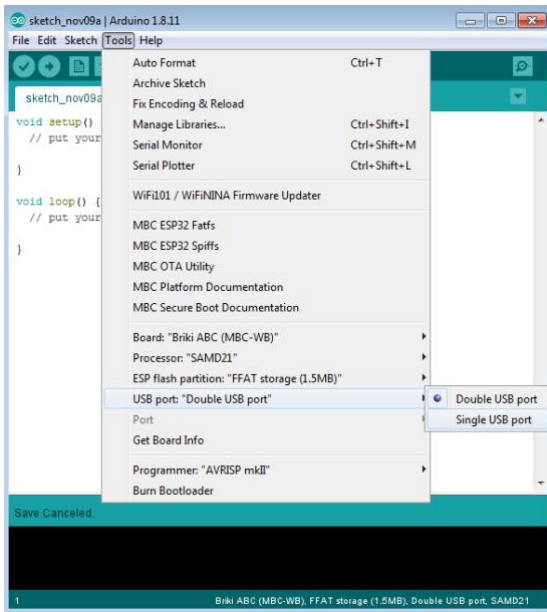 sketch_nov09a | Arduino 1.8.11
File Edit Sketch Tools Help
sketch_nov09a
void setup()
// put your
}
void loop() {
// put your
}
Auto Format Ctrl+T
Archive Sketch
Fix Encoding & Reload
Manage Libraries... Ctrl+Shift+I
Serial Monitor Ctrl+Shift+M
Serial Plotter Ctrl+Shift+L
WiFi101 / WiFiNINA Firmware Updater
MBC ESP32 Fatfs
MBC ESP32 Spiffs
MBC OTA Utility
MBC Platform Documentation
MBC Secure Boot Documentation
Board: "Briki ABC (MBC-WB)"
Processor: "SAMD21"
ESP flash partition: "FFAT storage (1.5MB)"
USB port: "Double USB port"
Double USB port
Single USB port
Port
Get Board Info
Programmer: "AVRISP mkII"
Burn Bootloader
Save Canceled.
1 Briki ABC (MBC-WB), FFAT storage (1.5MB), Double USB port, SAMD21